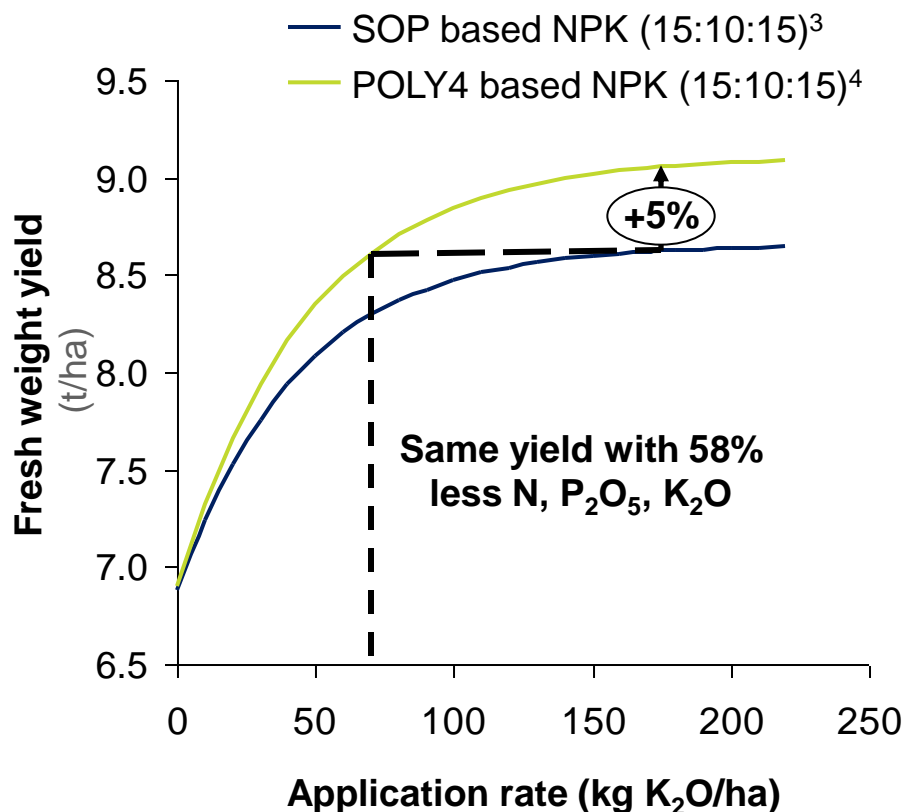 SOP based NPK (15:10:15)³
POLY4 based NPK (15:10:15)⁴
9.5
9.0
8.5
8.0
7.5
7.0
6.5
Fresh weight yield
(t/ha)
+5%
Same yield with 58%
less N, P₂O₅, K₂O
0
50
100
150
200
250
Application rate (kg K₂O/ha)